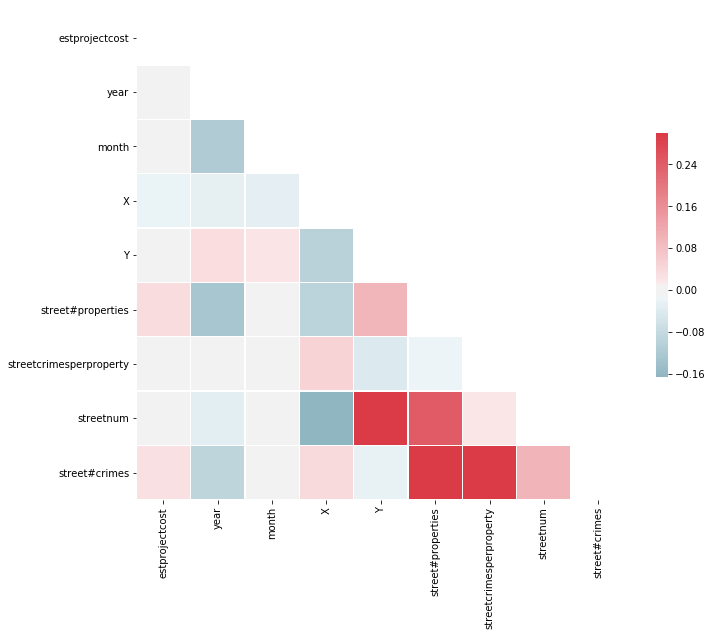 estprojectcost
year
month
X
Y
street#properties
streetcrimesperproperty
streetnum
street#crimes
estprojectcost
year
month
X
Y
street#properties
streetcrimesperproperty
streetnum
street#crimes
0.24
0.16
0.08
0.00
−0.08
−0.16